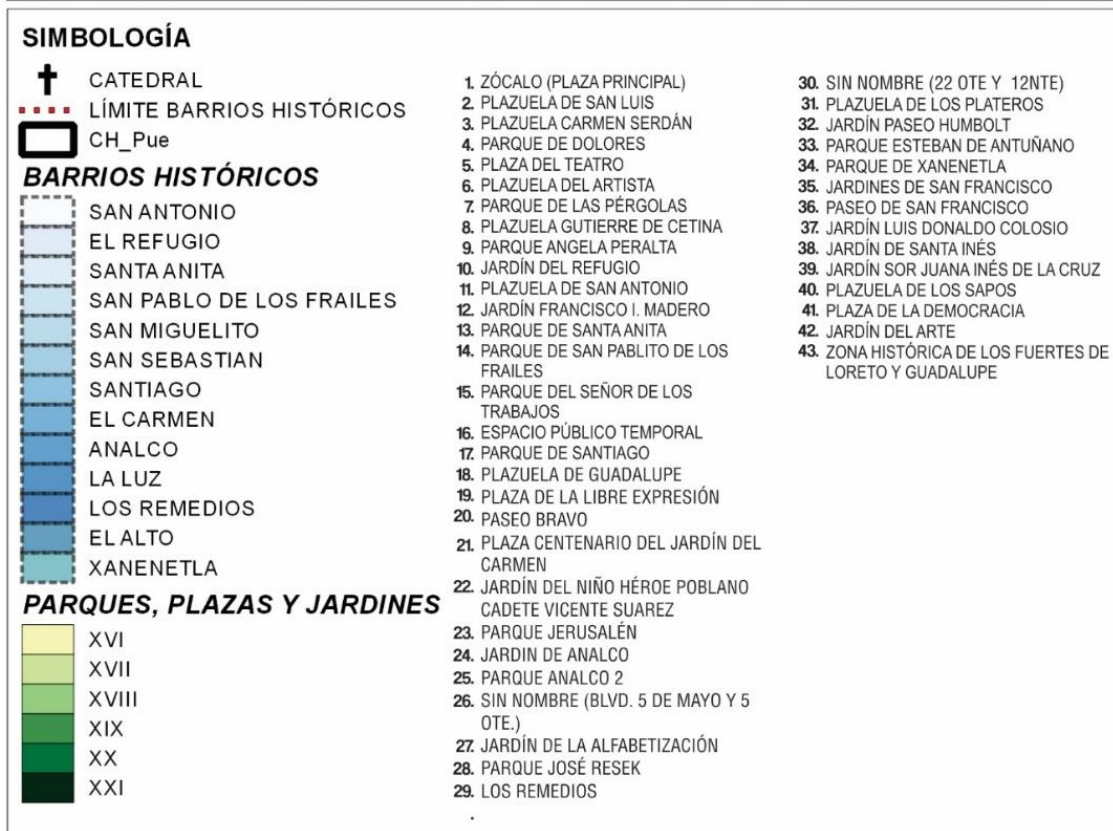 SIMBOLOGÍA
CATEDRAL
LÍMITE BARRIOS HISTÓRICOS
CH_Pue
BARRIOS HISTÓRICOS
SAN ANTONIO
EL REFUGIO
SANTA ANITA
SAN PABLO DE LOS FRAILES
SAN MIGUELITO
SAN SEBASTIAN
SANTIAGO
EL CARMEN
ANALCO
LA LUZ
LOS REMEDIOS
EL ALTO
XANENETLA
PARQUES, PLAZAS Y JARDINES
XVI
XVII
XVIII
XIX
XX
XXI
1. ZÓCALO (PLAZA PRINCIPAL)
2. PLAZUELA DE SAN LUIS
3. PLAZUELA CARMEN SERDÁN
4. PARQUE DE DOLORES
5. PLAZA DEL TEATRO
6. PLAZUELA DEL ARTISTA
7. PARQUE DE LAS PÉRGOLAS
8. PLAZUELA GUTIERRE DE CETINA
9. PARQUE ANGELA PERALTA
10. JARDÍN DEL REFUGIO
11. PLAZUELA DE SAN ANTONIO
12. JARDÍN FRANCISCO I. MADERO
13. PARQUE DE SANTA ANITA
14. PARQUE DE SAN PABLITO DE LOS
FRAILES
15. PARQUE DEL SEÑOR DE LOS
TRABAJOS
16. ESPACIO PÚBLICO TEMPORAL
17. PARQUE DE SANTIAGO
18. PLAZUELA DE GUADALUPE
19. PLAZA DE LA LIBRE EXPRESIÓN
20. PASEO BRAVO
21. PLAZA CENTENARIO DEL JARDÍN DEL
CARMEN
22. JARDÍN DEL NIÑO HÉROE POBLANO
CADETE VICENTE SUAREZ
23. PARQUE JERUSALÉN
24. JARDIN DE ANALCO
25. PARQUE ANALCO 2
26. SIN NOMBRE (BLVD. 5 DE MAYO Y 5
OTE.)
27. JARDÍN DE LA ALFABETIZACIÓN
28. PARQUE JOSÉ RESEK
29. LOS REMEDIOS
.
30. SIN NOMBRE (22 OTE Y 12NTE)
31. PLAZUELA DE LOS PLATEROS
32. JARDÍN PASEO HUMBOLT
33. PARQUE ESTEBAN DE ANTUÑANO
34. PARQUE DE XANENETLA
35. JARDINES DE SAN FRANCISCO
36. PASEO DE SAN FRANCISCO
37. JARDÍN LUIS DONALDO COLOSIO
38. JARDÍN DE SANTA INÉS
39. JARDÍN SOR JUANA INÉS DE LA CRUZ
40. PLAZUELA DE LOS SAPOS
41. PLAZA DE LA DEMOCRACIA
42. JARDÍN DEL ARTE
43. ZONA HISTÓRICA DE LOS FUERTES DE
LORETO Y GUADALUPE